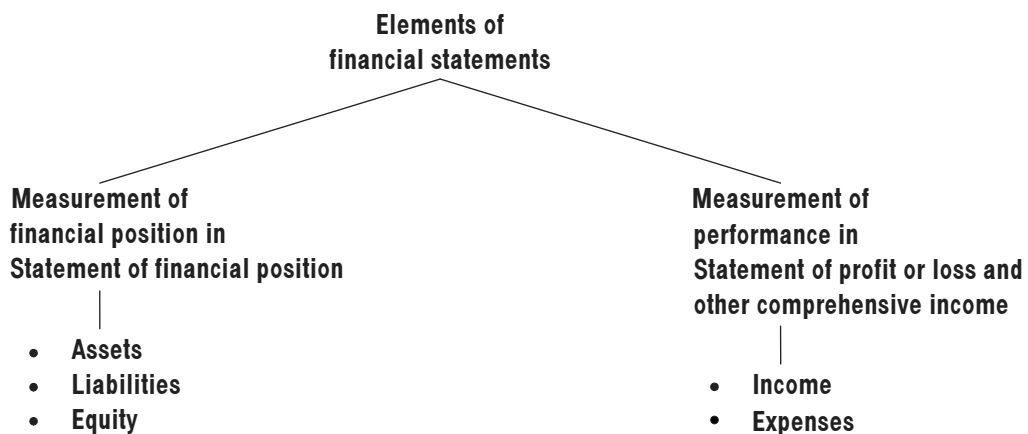 Elements of
financial statements
Measurement of
financial position in
Statement of financial position
• Assets
• Liabilities
• Equity
Measurement of
performance in
Statement of profit or loss and
other comprehensive income
• Income
• Expenses